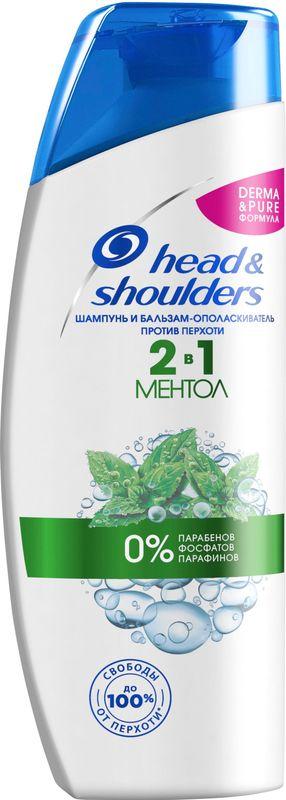 DERMA
&PURE
ФОРМУЛА
head&
shoulders
ШАМПУНЬ И БАЛЬЗАМ-ОПОЛАСКИВАТЕЛЬ
ПРОТИВ ПЕРХОТИ
2 в 1
МЕНТОЛ
0% ПАРАБЕНОВ
ФОСФАТОВ
ПАРАФИНОВ
СВОБОДЫ
ДО
100%
ОТ ПЕРХОТИ*